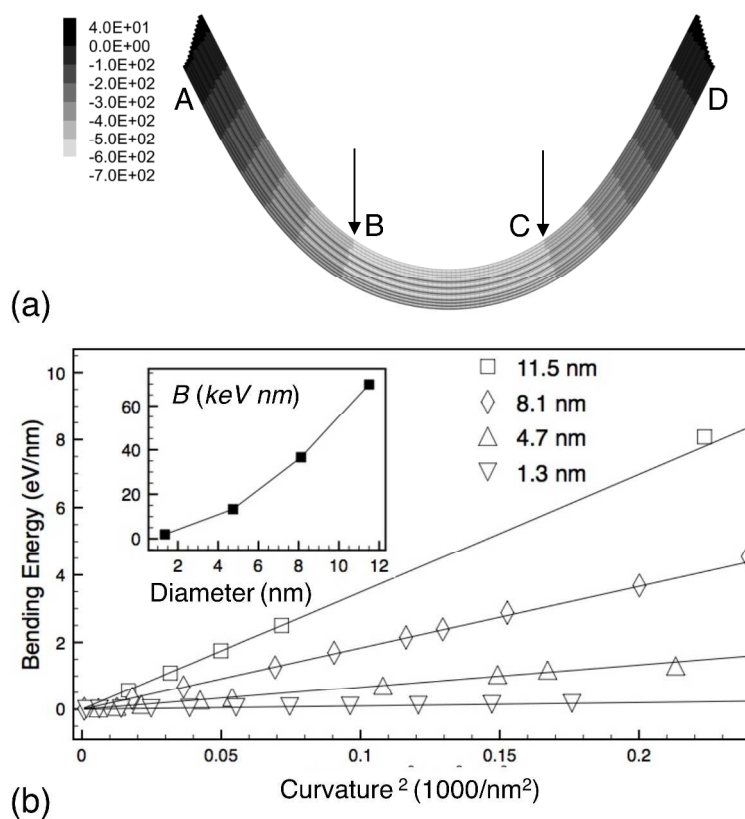 4.0E+01
0.0E+00
-1.0E+02
-2.0E+02
-3.0E+02
-4.0E+02
-5.0E+02
-6.0E+02
-7.0E+02
A
D
B
C
(a)
10
8
6
4
2
0
Bending Energy (eV/nm)
B (keV nm)
60
40
20
0
2 4 6 8 10 12
Diameter (nm)
11.5 nm
8.1 nm
4.7 nm
1.3 nm
0 0.05 0.1 0.15 0.2
Curvature 2 (1000/nm2)
(b)